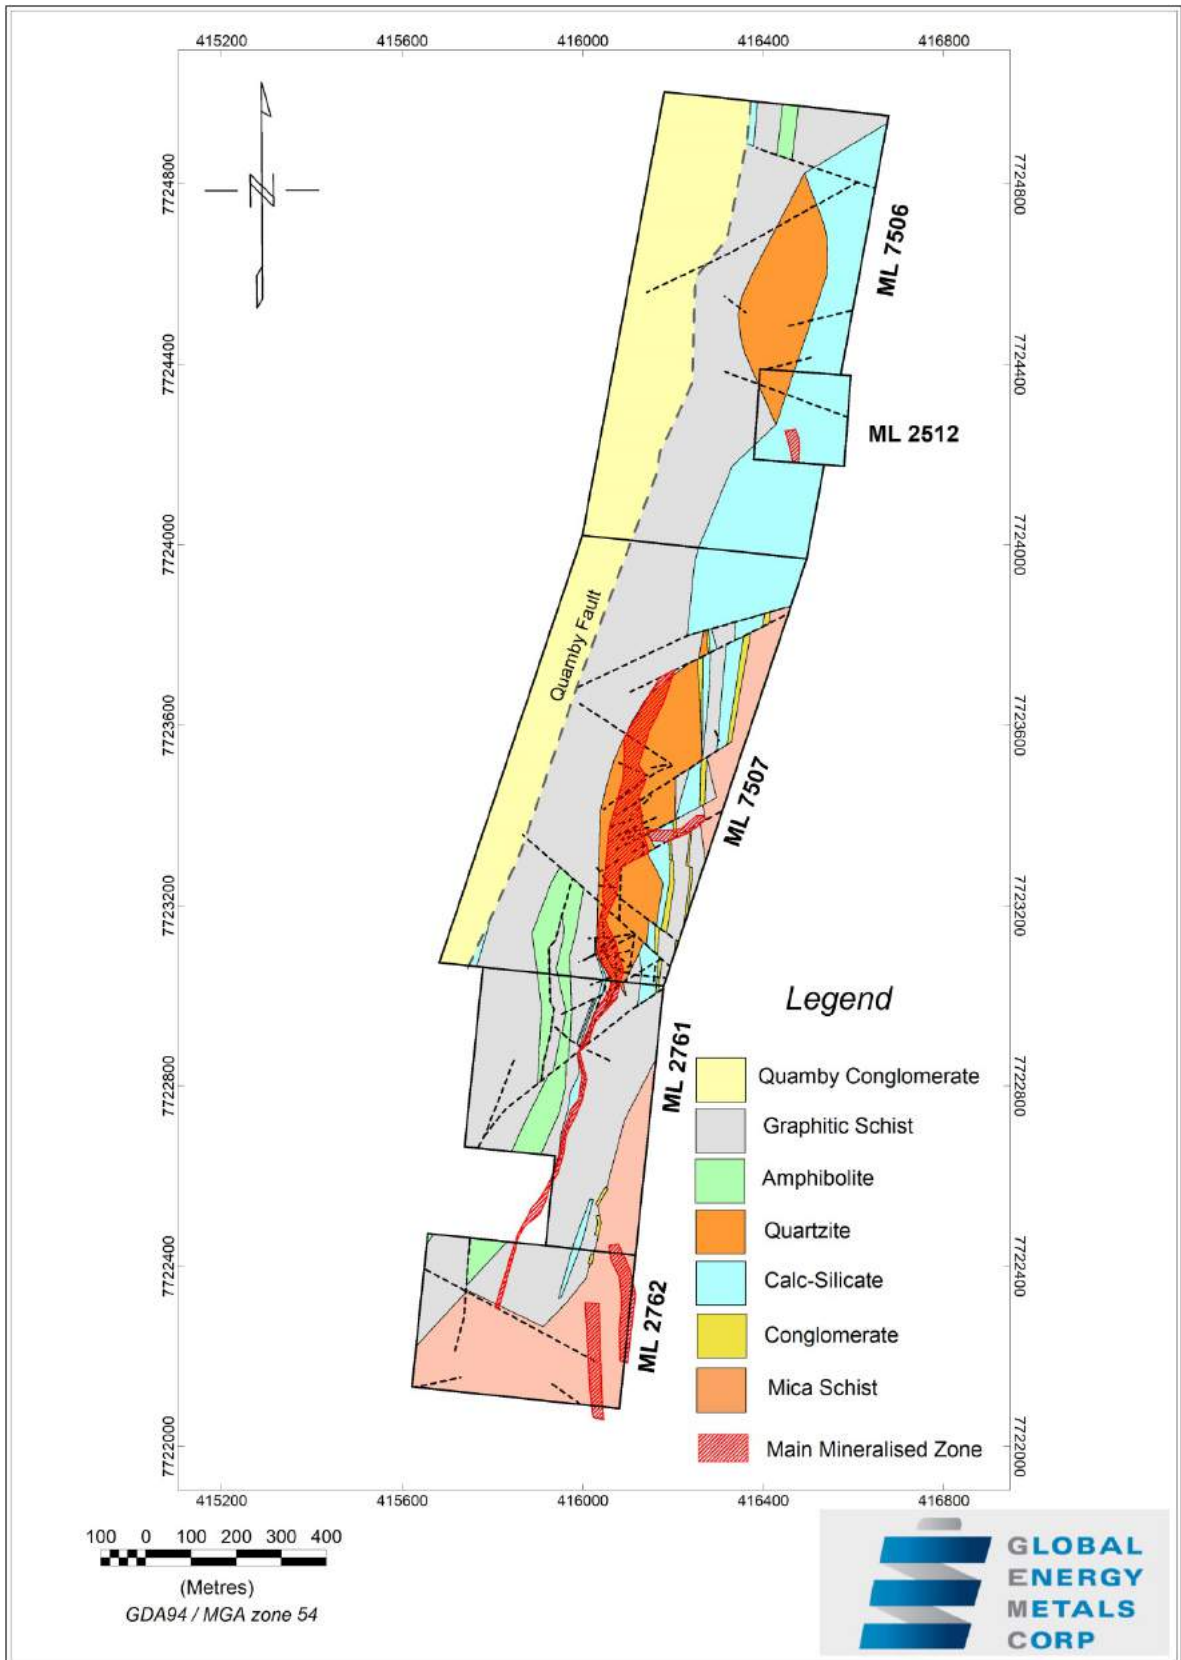 415200 415600 416000 416400 416800
7724800
7724400
7724000
7723600
7723200
7722800
7722400
7722000
N
ML 7506
ML 2512
Quamby Fault
ML 7507
ML 2761
ML 2762
7724800
7724400
7724000
7723600
7723200
7722800
7722400
7722000
Legend
Quamby Conglomerate
Graphitic Schist
Amphibolite
Quartzite
Calc-Silicate
Conglomerate
Mica Schist
Main Mineralised Zone
415200 415600 416000 416400 416800
100 0 100 200 300 400
(Metres)
GDA94 / MGA zone 54
GLOBAL
ENERGY
METALS
CORP